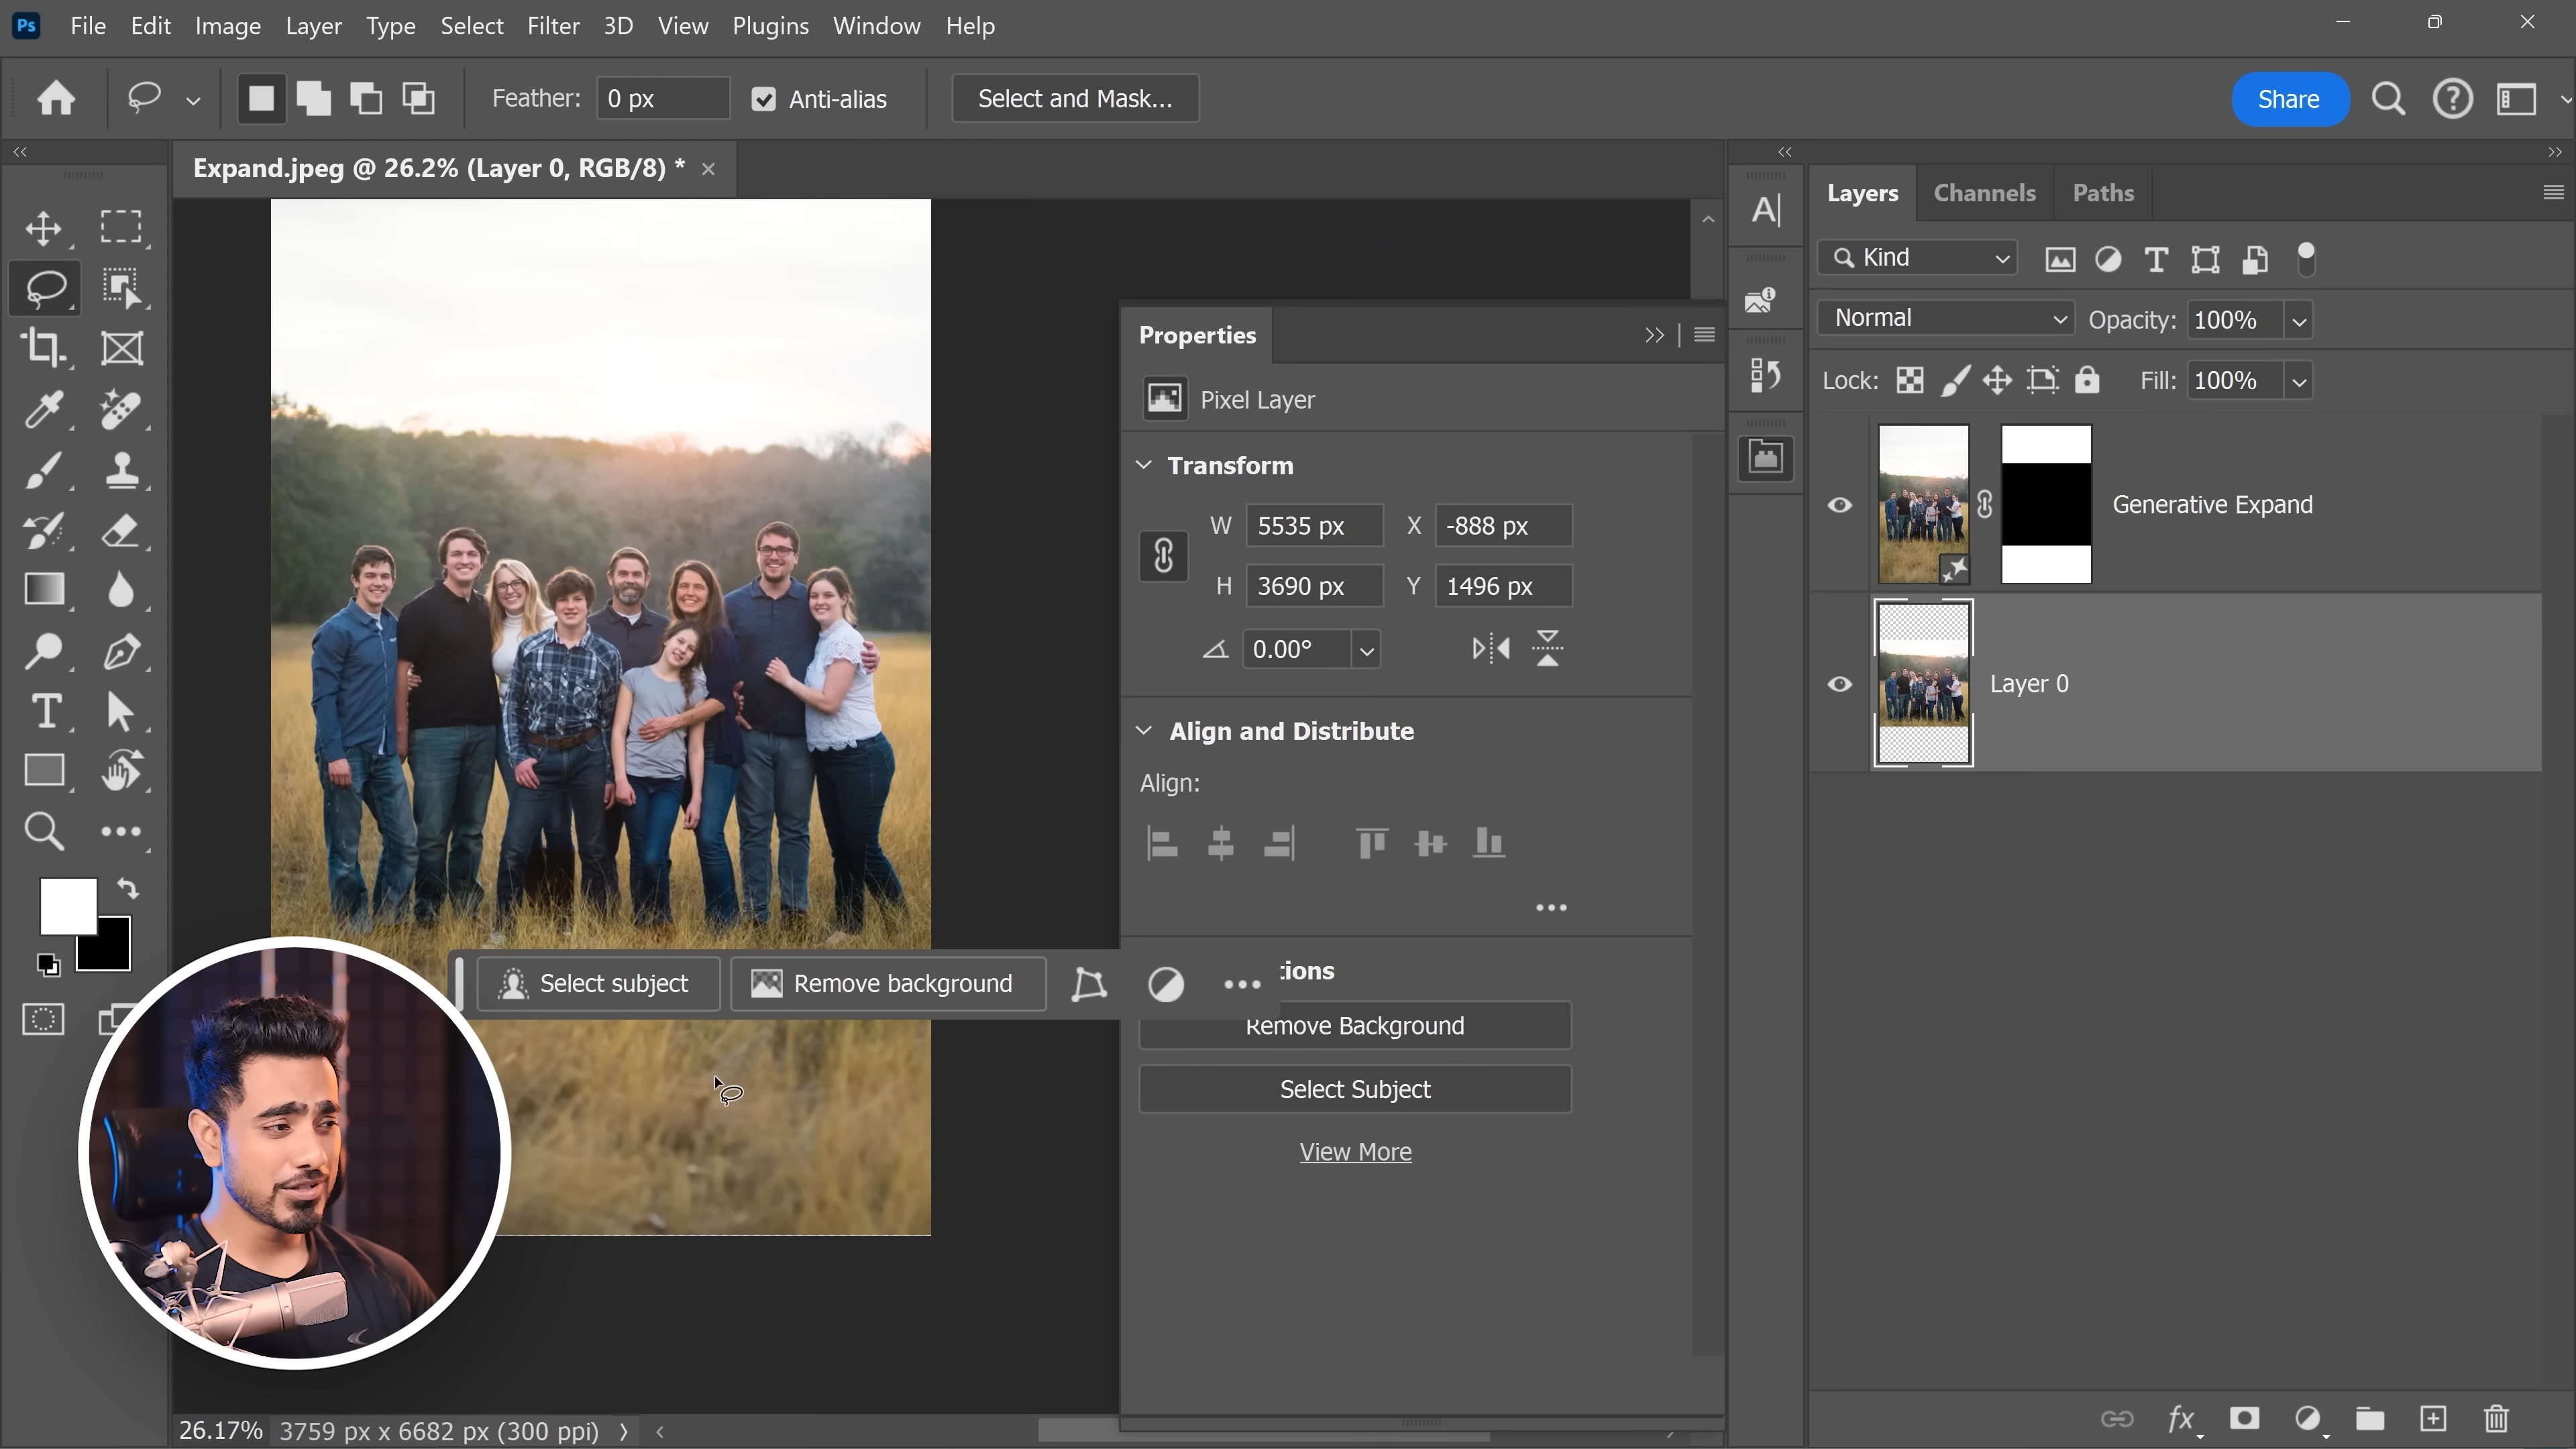 Ps File Edit Image Layer Type Select Filter 3D View Plugins Window Help
Feather: 0 px Anti-alias Select and Mask... Share
Expand.jpeg @ 26.2% (Layer 0, RGB/8) *
Properties
Pixel Layer
Transform
W 5535 px X -888 px
H 3690 px Y 1496 px
0.00°
Align and Distribute
Align:
tions
Select subject Remove background
Remove Background
Select Subject
View More
26.17% 3759 px x 6682 px (300 ppi)
A
Layers Channels Paths
Kind
Normal Opacity: 100%
Lock: Fill: 100%
Generative Expand
Layer 0
fx